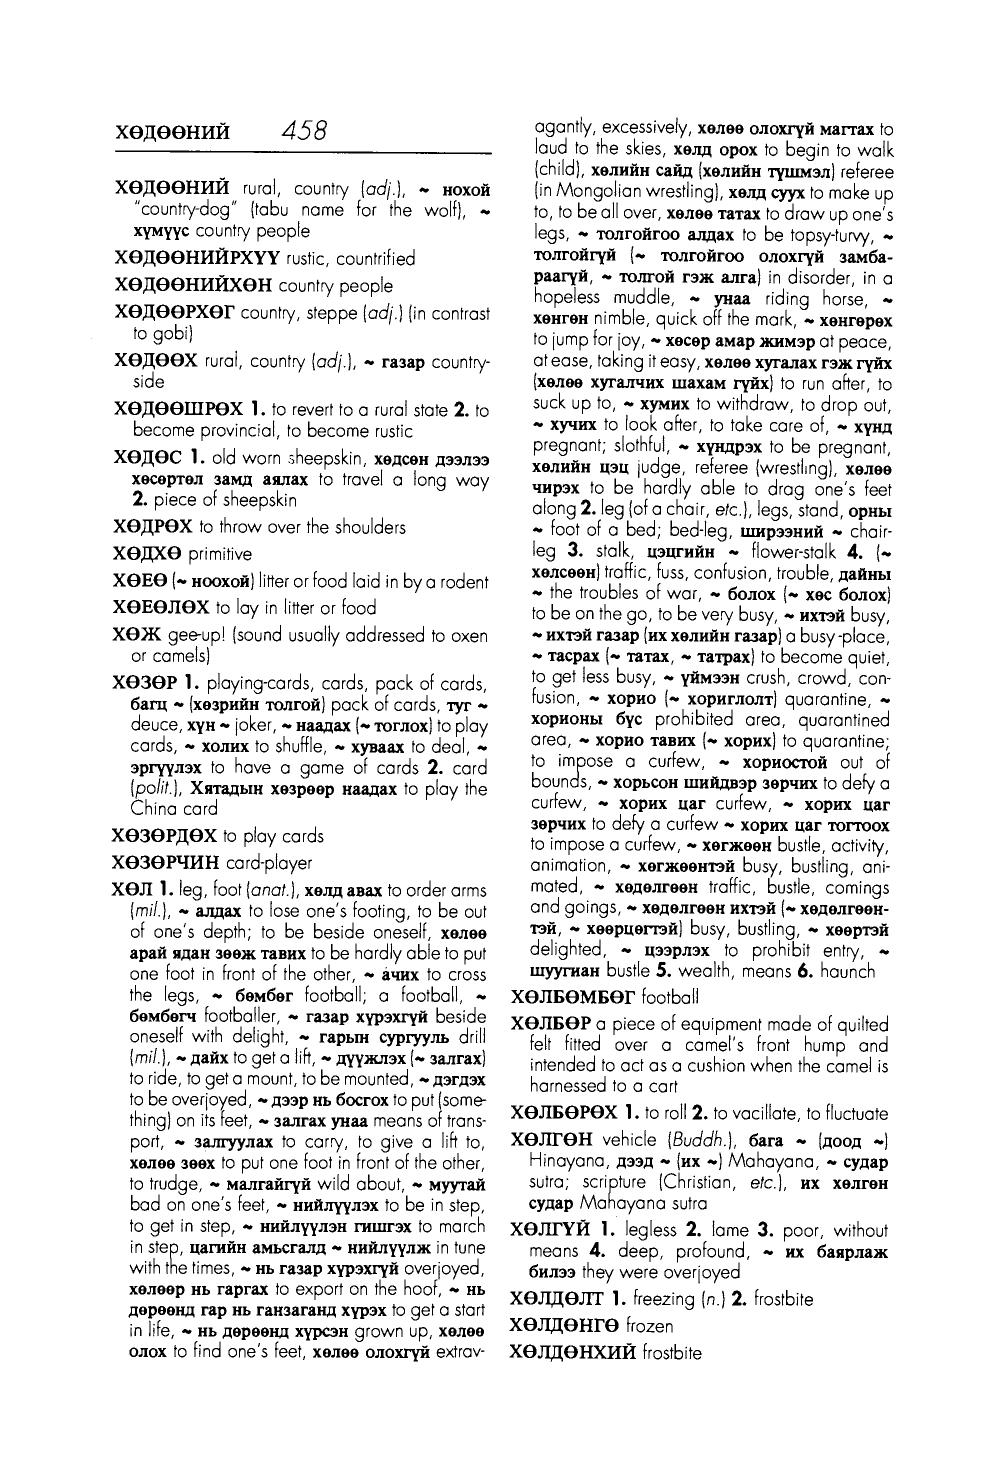 ХӨДӨӨНИЙ 458
ХӨДӨӨНИЙ rural, country (adj.), ~ нохой
"country-dog" (tabu name for the wolf), ~
хүмүүс country people
ХӨДӨӨНИЙРХҮҮ rustic, countrified
ХӨДӨӨНИЙХӨН country people
ХӨДӨӨРХӨГ country, steppe (adj.) (in contrast
to gobi)
ХӨДӨӨХ rural, country (adj.), ~ газар country-
side
ХӨДӨӨШРӨХ 1. to revert to a rural state 2. to
become provincial, to become rustic
ХӨДӨС 1. old worn sheepskin, хөдсөн дээлээ
хөсөртөл замд аялах to travel a long way
2. piece of sheepskin
ХӨДРӨХ to throw over the shoulders
ХӨДХӨ primitive
ХӨЕӨ (~ ноохой) litter or food laid in by a rodent
ХӨЕӨЛӨХ to lay in litter or food
ХӨЖ gee-up! (sound usually addressed to oxen
or camels)
ХӨЗӨР 1. playing-cards, cards, pack of cards,
багц ~ (хөзрийн толгой) pack of cards, туг ~
deuce, хүн ~ joker, ~ наадах (~ тоглох) to play
cards, ~ холих to shuffle, ~ хуваах to deal, ~
эргүүлэх to have a game of cards 2. card
(polit.), Хятадын хөзрөөр наадах to play the
China card
ХӨЗӨРДӨХ to play cards
ХӨЗӨРЧИН card-player
ХӨЛ 1. leg, foot (anat.), хөлд авах to order arms
(mil.), ~ алдах to lose one's footing, to be out
of one's depth; to be beside oneself, хөлөө
арай ядан зөөж тавих to be hardly able to put
one foot in front of the other, ~ ачих to cross
the legs, ~ бөмбөг football; a football, ~
бөмбөгч footballer, ~ газар хүрэхгүй beside
oneself with delight, ~ гарын сургууль drill
(mil.), ~ дайх to get a lift, ~ дүүжлэх (~ залгах)
to ride, to get a mount, to be mounted, ~ дэгдэх
to be overjoyed, ~ дээр нь босгох to put (some-
thing) on its feet, ~ залгах унаа means of trans-
port, ~ залгуулах to carry, to give a lift to,
хөлөө зөөх to put one foot in front of the other,
to trudge, ~ малгайгүй wild about, ~ муутай
bad on one's feet, ~ нийлүүлэх to be in step,
to get in step, ~ нийлүүлэн гишгэх to march
in step, цагийн амьсгалд ~ нийлүүлж in tune
with the times, ~ нь газар хүрэхгүй overjoyed,
хөлөөр нь гаргах to export on the hoof, ~ нь
дөрөөнд гар нь ганзаганд хүрэх to get a start
in life, ~ нь дөрөөнд хүрсэн grown up, хөлөө
олох to find one's feet, хөлөө олохгүй extrav-
agantly, excessively, хөлөө олохгүй магтах to
laud to the skies, хөлд орох to begin to walk
(child), хөлийн сайд (хөлийн түшмэл) referee
(in Mongolian wrestling), хөлд суух to make up
to, to be all over, хөлөө татах to draw up one's
legs, ~ толгойгоо алдах to be topsy-turvy, ~
толгойгүй (~ толгойгоо олохгүй замба-
раагүй, ~ толгой гэж алга) in disorder, in a
hopeless muddle, ~ унаа riding horse, ~
хөнгөн nimble, quick off the mark, ~ хөнгөрөх
to jump for joy, ~ хөсөр амар жимэр at peace,
at ease, taking it easy, хөлөө хугалах гэж гүйх
(хөлөө хугалчих шахам гүйх) to run after, to
suck up to, ~ хумих to withdraw, to drop out,
~ хучих to look after, to take care of, ~ хүнд
pregnant; slothful, ~ хүндрэх to be pregnant,
хөлийн цэц judge, referee (wrestling), хөлөө
чирэх to be hardly able to drag one's feet
along 2. leg (of a chair, etc.), legs, stand, орны
~ foot of a bed; bed-leg, ширээний ~ chair-
leg 3. stalk, цэцгийн ~ flower-stalk 4. (~
хөлсөөн) traffic, fuss, confusion, trouble, дайны
~ the troubles of war, ~ болох (~ хөс болох)
to be on the go, to be very busy, ~ ихтэй busy,
~ ихтэй газар (их хөлийн газар) a busy-place,
~ тасрах (~ татах, ~ татрах) to become quiet,
to get less busy, ~ үймээн crush, crowd, con-
fusion, ~ хорио (~ хориглолт) quarantine, ~
хорионы бүс prohibited area, quarantined
area, ~ хорио тавих (~ хорих) to quarantine;
to impose a curfew, ~ хориостой out of
bounds, ~ хорьсон шийдвэр зөрчих to defy a
curfew, ~ хорих цаг curfew, ~ хорих цаг
зөрчих to defy a curfew ~ хорих цаг тогтоох
to impose a curfew, ~ хөгжөөн bustle, activity,
animation, ~ хөгжөөнтэй busy, bustling, ani-
mated, ~ хөдөлгөөн traffic, bustle, comings
and goings, ~ хөдөлгөөн ихтэй (~ хөдөлгөөн-
тэй, ~ хөөрцөгтэй) busy, bustling, ~ хөөртэй
delighted, ~ цээрлэх to prohibit entry, ~
шуугиан bustle 5. wealth, means 6. haunch
ХӨЛБӨМБӨГ football
ХӨЛБӨР a piece of equipment made of quilted
felt fitted over a camel's front hump and
intended to act as a cushion when the camel is
harnessed to a cart
ХӨЛБӨРӨХ 1. to roll 2. to vacillate, to fluctuate
ХӨЛГӨН vehicle (Buddh.), бага ~ (доод ~)
Hinayana, дээд ~ (их ~) Mahayana, ~ судар
sutra; scripture (Christian, etc.), их хөлгөн
судар Mahayana sutra
ХӨЛГҮЙ 1. legless 2. lame 3. poor, without
means 4. deep, profound, ~ их баярлаж
билээ they were overjoyed
ХӨЛДӨЛТ 1. freezing (n.) 2. frostbite
ХӨЛДӨНГӨ frozen
ХӨЛДӨНХИЙ frostbite